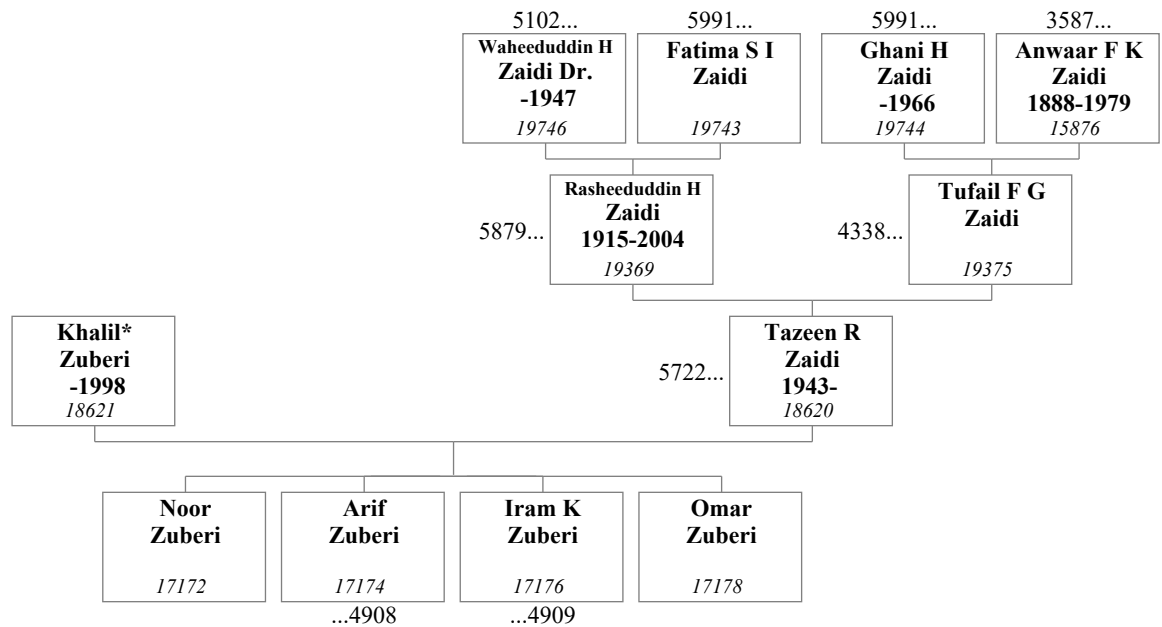 5102...
5991...
5991...
3587...
Waheeduddin H
Zaidi Dr.
-1947
19746
Fatima S I
Zaidi
19743
Ghani H
Zaidi
-1966
19744
Anwaar F K
Zaidi
1888-1979
15876
5879...
Rasheeduddin H
Zaidi
1915-2004
19369
4338...
Tufail F G
Zaidi
19375
Khalil*
Zuberi
-1998
18621
5722...
Tazeen R
Zaidi
1943-
18620
Noor
Zuberi
17172
Arif
Zuberi
17174
...4908
Iram K
Zuberi
17176
...4909
Omar
Zuberi
17178